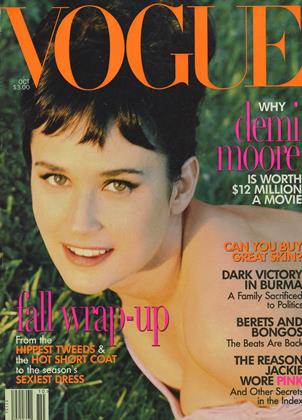 VOGUE
OCT
$3.00
WHY
demi
moore
IS WORTH
$12 MILLION
A MOVIE
CAN YOU BUY
GREAT SKIN?
DARK VICTORY
IN BURMA
A Family Sacrificed
to Politics
BERETS AND
BONGOS
The Beats Are Back
THE REASON
JACKIE
WORE PINK
And Other Secrets
in the Index
fall wrap-up
From the
HIPPEST TWEEDS &
the HOT SHORT COAT
to the season's
SEXIEST DRESS